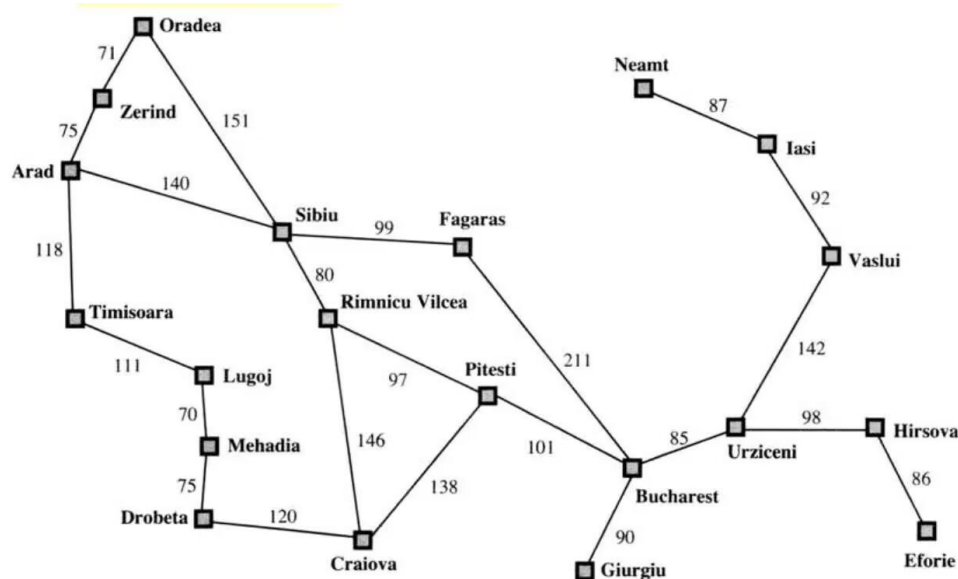 Oradea
71
Neamt
87
Zerind
151
75
Iasi
Arad
140
92
Sibiu
Fagaras
99
118
Vaslui
80
Timisoara
Rimnicu Vilcea
142
111
211
Lugoj
Pitesti
97
70
98
Hirsova
146
101
85
Urziceni
Mehadia
86
75
138
Bucharest
Drobeta
120
90
Craiova
Giurgiu
Eforie